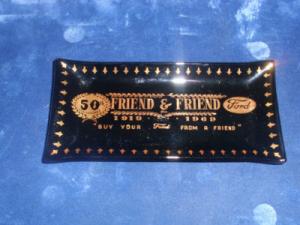 50
FRIEND & FRIEND
Ford
1919 1969
"BUY YOUR Ford FROM A FRIEND"